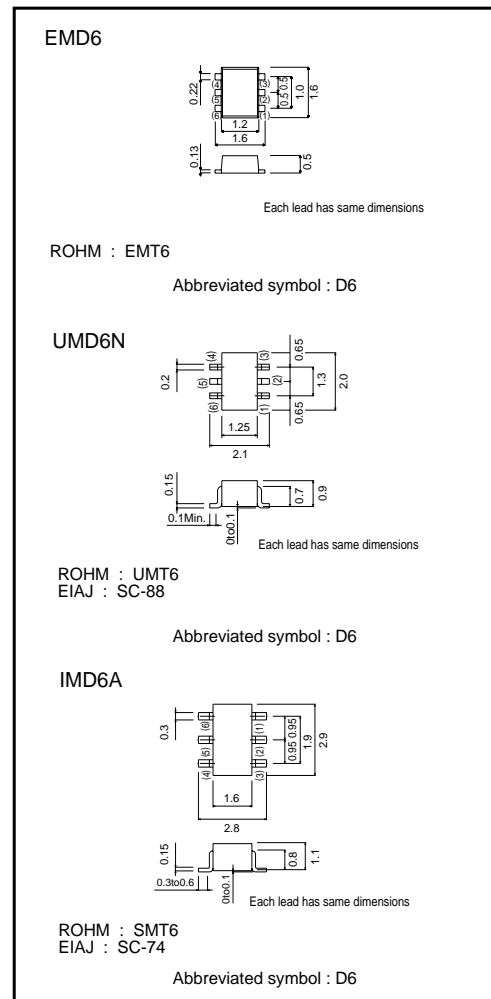 EMD6
0.22
(4)
(3)
(5)
(2)
(6)
(1)
0.5 0.5
1.0
1.6
1.2
1.6
0.13
0.5
Each lead has same dimensions
ROHM : EMT6
Abbreviated symbol : D6
UMD6N
0.2
(4)
(3)
(5)
(2)
(6)
(1)
0.65
1.3
2.0
0.65
1.25
2.1
0.15
0.1Min.
0to0.1
0.7
0.9
Each lead has same dimensions
ROHM : UMT6
EIAJ : SC-88
Abbreviated symbol : D6
IMD6A
0.3
(6)
(1)
(5)
(2)
(4)
(3)
0.95 0.95
1.9
2.9
1.6
2.8
0.15
0.3to0.6
0to0.1
0.8
1.1
Each lead has same dimensions
ROHM : SMT6
EIAJ : SC-74
Abbreviated symbol : D6